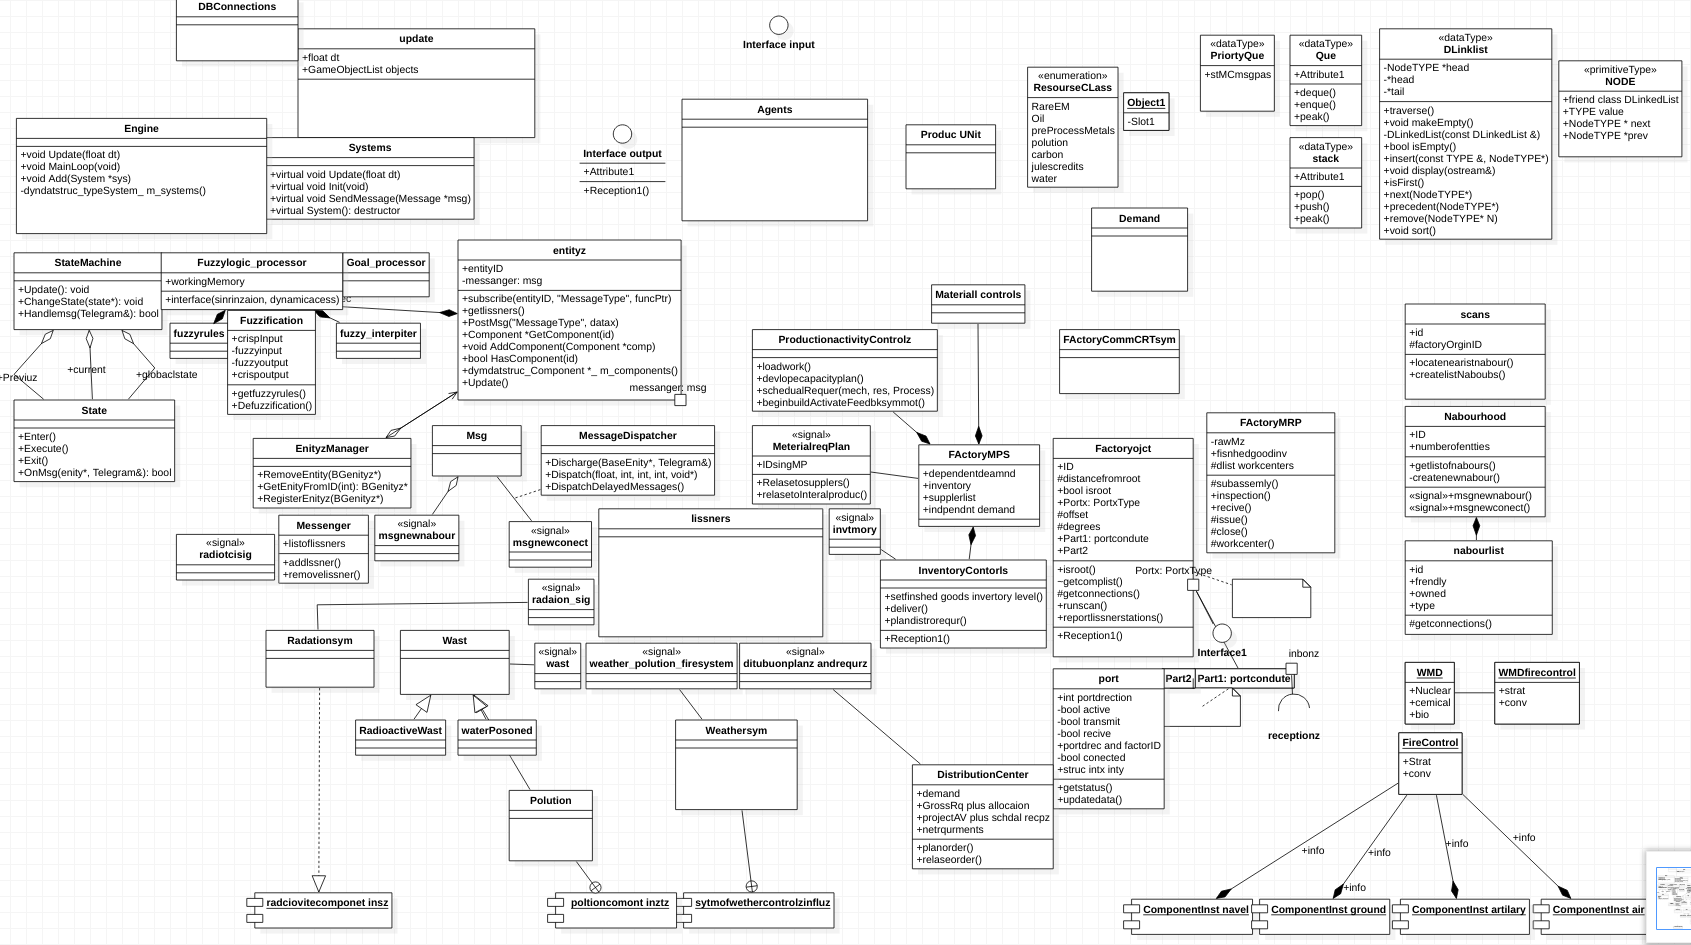 DBConnections
update
+float dt
+GameObjectList objects
Interface input
Engine
+void Update(float dt)
+void MainLoop(void)
+void Add(System *sys)
-dyndatstruc_typeSystem_ m_systems()
Systems
+virtual void Update(float dt)
+virtual void Init(void)
+virtual void SendMessage(Message *msg)
+virtual System(): destructor
Interface output
+Attribute1
+Reception1()
Agents
Produc UNit
«enumeration»
ResourseCLass
RareEM
Oil
preProcessMetals
polution
carbon
julescredits
water
Object1
-Slot1
«dataType»
PriortyQue
+stMCmsgpas
«dataType»
Que
+Attribute1
+deque()
+enque()
+peak()
«dataType»
stack
+Attribute1
+pop()
+push()
+peak()
«dataType»
DLinklist
-NodeTYPE *head
-*head
-*tail
+traverse()
+void makeEmpty()
-DLinkedList(const DLinkedList &)
+bool isEmpty()
+insert(const TYPE &, NodeTYPE*)
+void display(ostream&)
+isFirst()
+next(NodeTYPE*)
+precedent(NodeTYPE*)
+remove(NodeTYPE* N)
+void sort()
«primitiveType»
NODE
+friend class DLinkedList
+TYPE value
+NodeTYPE * next
+NodeTYPE *prev
Demand
StateMachine
+Update(): void
+ChangeState(state*): void
+Handlemsg(Telegram&): bool
Fuzzylogic_processor
+workingMemory
+interface(sinrinzaion, dynamicacess)
Goal_processor
entityz
+entityID
-messanger: msg
+subscribe(entityID, "MessageType", funcPtr)
+getlissners()
+PostMsg("MessageType", datax)
+Component *GetComponent(id)
+void AddComponent(Component *comp)
+bool HasComponent(id)
+dymdatstruc_Component *_ m_components()
+Update()
messanger: msg
fuzzyrules
Fuzzification
+crispInput
-fuzzyinput
-fuzzyoutput
+crispoutput
+getfuzzyrules()
+Defuzzification()
fuzzy_interpiter
+Previuz
+current
+globaclstate
State
+Enter()
+Execute()
+Exit()
+OnMsg(enity*, Telegram&): bool
Materiall controls
ProductionactivityControlz
+loadwork()
+devlopecapacityplan()
+schedualRequer(mech, res, Process)
+beginbuildActivateFeedbksymmot()
FActoryCommCRTsym
scans
+id
#factoryOrginID
+locatenearistnabour()
+createlistNaboubs()
EnityzManager
+RemoveEntity(BGenityz*)
+GetEnityFromID(int): BGenityz*
+RegisterEnityz(BGenityz*)
Msg
MessageDispatcher
+Discharge(BaseEnity*, Telegram&)
+Dispatch(float, int, int, int, void*)
+DispatchDelayedMessages()
«signal»
MeterialreqPlan
+IDsingMP
+Relasetosupplers()
+relasetoInteralproduc()
FActoryMPS
+dependentdeamnd
+inventory
+supplerlist
+indpendnt demand
Factoryojct
+ID
#distancefromroot
+bool isroot
+Portx: PortxType
#offset
#degrees
+Part1: portcondute
+Part2
+isroot()
~getcomplist()
#getconnections()
+runscan()
+reportlissnerstations()
+Reception1()
FActoryMRP
-rawMz
+fisnhedgoodinv
#dlist workcenters
#subassemly()
+inspection()
+recive()
#issue()
#close()
#workcenter()
Nabourhood
+ID
+numberofentties
+getlistofnabours()
-createnewnabour()
«signal»+msgnewnabour()
«signal»+msgnewconect()
«signal»
radiotcisig
Messenger
+listoflissners
+addlssner()
+removelissner()
«signal»
msgnewnabour
«signal»
msgnewconect
lissners
«signal»
invtmory
InventoryContorls
+setfinshed goods invertory level()
+deliver()
+plandistrorequr()
+Reception1()
Portx: PortxType
nabourlist
+id
+frendly
+owned
+type
#getconnections()
«signal»
radaion_sig
Radationsym
Wast
«signal»
wast
«signal»
weather_polution_firesystem
«signal»
ditubuonplanz andrequrz
Interface1
inbonz
Part2
Part1: portcondute
receptionz
port
+int portdrection
-bool active
-bool transmit
-bool recive
+portdrec and factorID
-bool conected
+struc intx inty
+getstatus()
+updatedata()
WMD
+Nuclear
+cemical
+bio
WMDfirecontrol
+strat
+conv
RadioactiveWast
waterPosoned
Weathersym
FireControl
+Strat
+conv
DistributionCenter
+demand
+GrossRq plus allocaion
+projectAV plus schdal recpz
+netrqurments
+planorder()
+relaseorder()
Polution
+info
+info
+info
+info
+info
radciovitecomponet insz
poltioncomont inztz
sytmofwethercontrolzinfluz
ComponentInst navel
ComponentInst ground
ComponentInst artilary
ComponentInst air